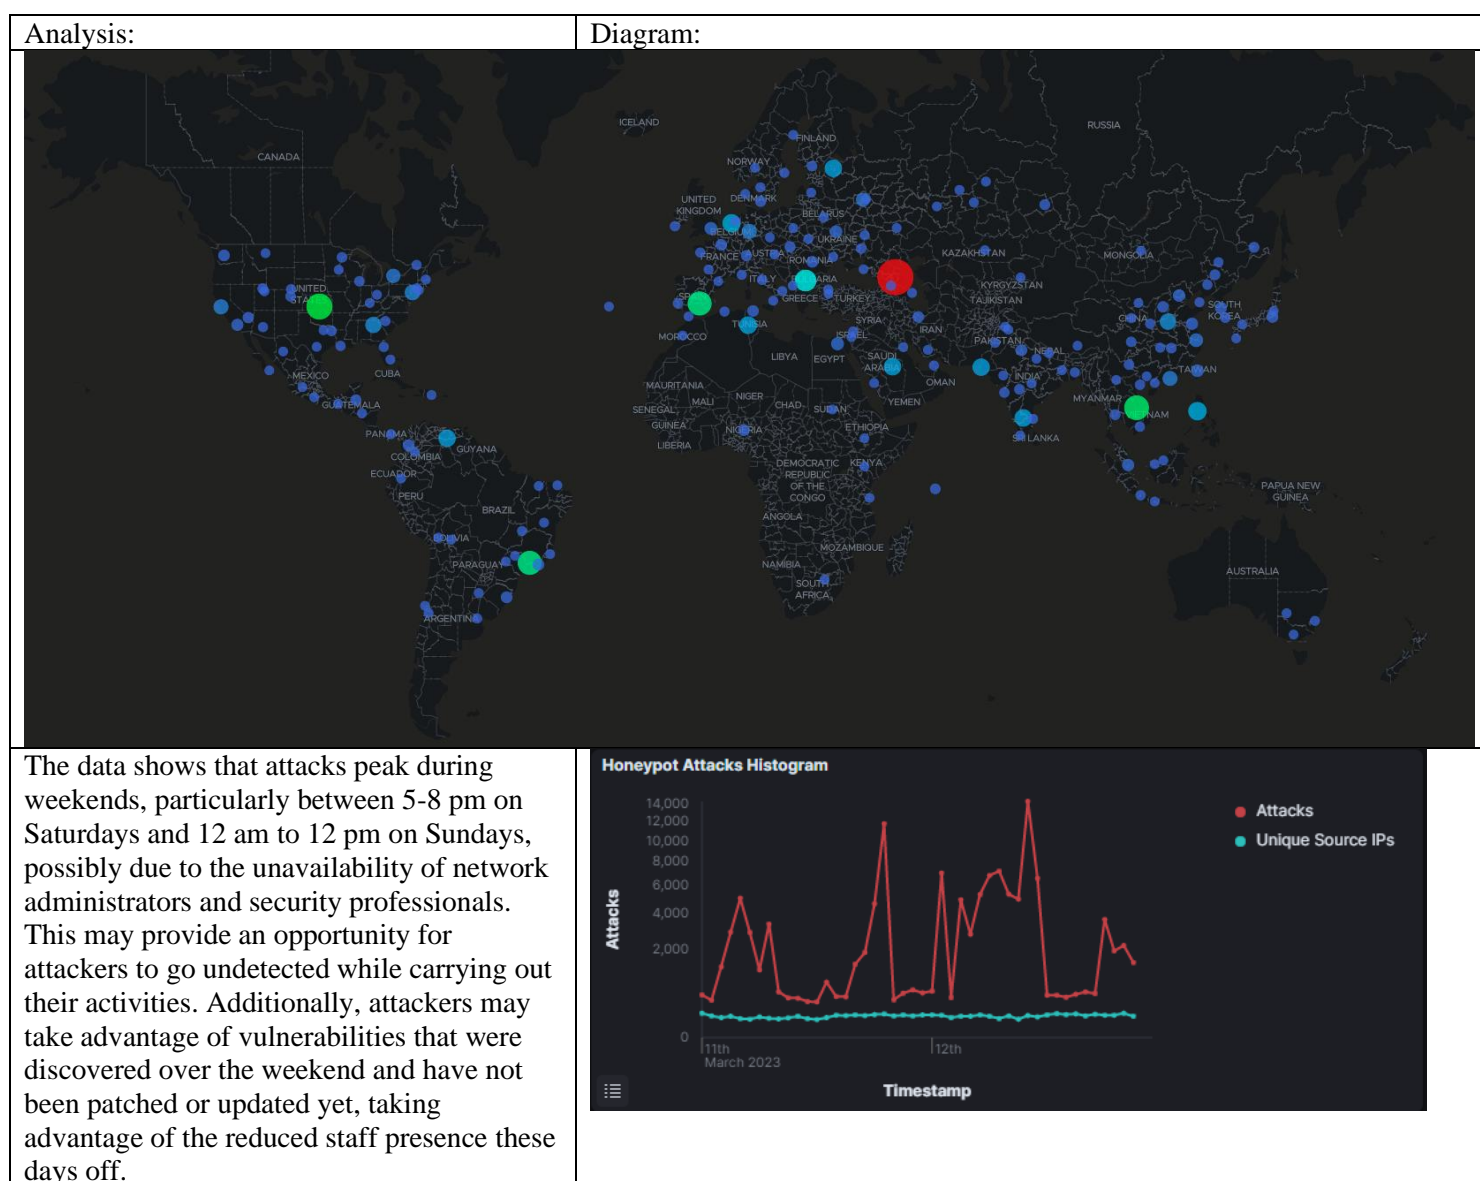 Analysis:
Diagram:
ICELAND
RUSSIA
FINLAND
CANADA
NORWAY
UNITED
KINGDOM
DENMARK
BELARUS
BELGIUM
UKRAINE
FRANCE
AUSTRIA
ROMANIA
KAZAKHSTAN
MONGOLIA
ITALY
KYRGYZSTAN
TAJIKISTAN
UNITED
GREECE
TURKEY
SOUTH
KOREA
CHINA
TUNISIA
SYRIA
MOROCCO
ISRAEL
IRAN
PAKISTAN
LIBYA
EGYPT
SAUDI
ARABIA
NEPAL
TAIWAN
MEXICO
CUBA
INDIA
OMAN
MAURITANIA
MALI
NIGER
CHAD
SUDAN
YEMEN
MYANMAR
GUATEMALA
SENEGAL
GUINEA
NIGERIA
ETHIOPIA
LIBERIA
SRI LANKA
PANAMA
GUYANA
COLOMBIA
ECUADOR
DEMOCRATIC
REPUBLIC
OF THE
CONGO
KENYA
PERU
BRAZIL
PAPUA NEW
GUINEA
ANGOLA
BOLIVIA
MOZAMBIQUE
PARAGUAY
NAMIBIA
AUSTRALIA
SOUTH
AFRICA
ARGENTINA
The data shows that attacks peak during
weekends, particularly between 5-8 pm on
Saturdays and 12 am to 12 pm on Sundays,
possibly due to the unavailability of network
administrators and security professionals.
This may provide an opportunity for
attackers to go undetected while carrying out
their activities. Additionally, attackers may
take advantage of vulnerabilities that were
discovered over the weekend and have not
been patched or updated yet, taking
advantage of the reduced staff presence these
days off.
Honeypot Attacks Histogram
14,000
12,000
10,000
8,000
6,000
4,000
2,000
0
Attacks
11th
March 2023
12th
Timestamp
Attacks
Unique Source IPs